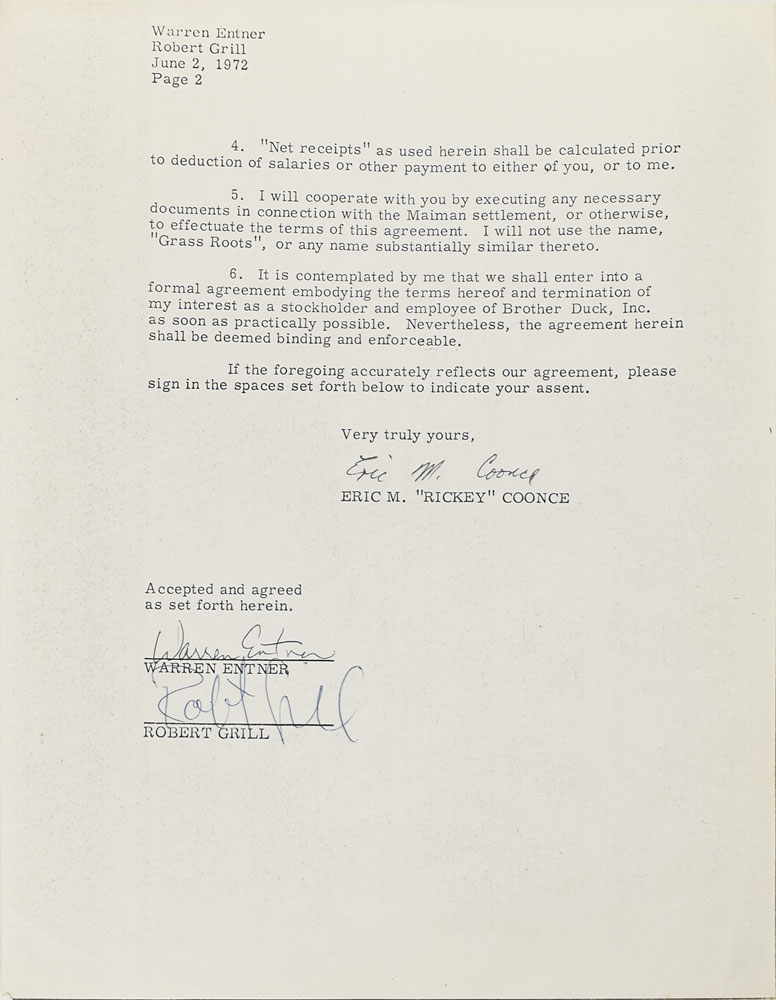 Warren Entner
Robert Grill
June 2, 1972
Page 2
4. "Net receipts" as used herein shall be calculated prior
to deduction of salaries or other payment to either of you, or to me.
5. I will cooperate with you by executing any necessary
documents in connection with the Maiman settlement, or otherwise,
to effectuate the terms of this agreement. I will not use the name,
"Grass Roots", or any name substantially similar thereto.
6. It is contemplated by me that we shall enter into a
formal agreement embodying the terms hereof and termination of
my interest as a stockholder and employee of Brother Duck, Inc.
as soon as practically possible. Nevertheless, the agreement herein
shall be deemed binding and enforceable.
If the foregoing accurately reflects our agreement, please
sign in the spaces set forth below to indicate your assent.
Very truly yours,
Eric M. Coonce
ERIC M. "RICKEY" COONCE
Accepted and agreed
as set forth herein.
Warren Entner
WARREN ENTNER
Robt Grill
ROBERT GRILL